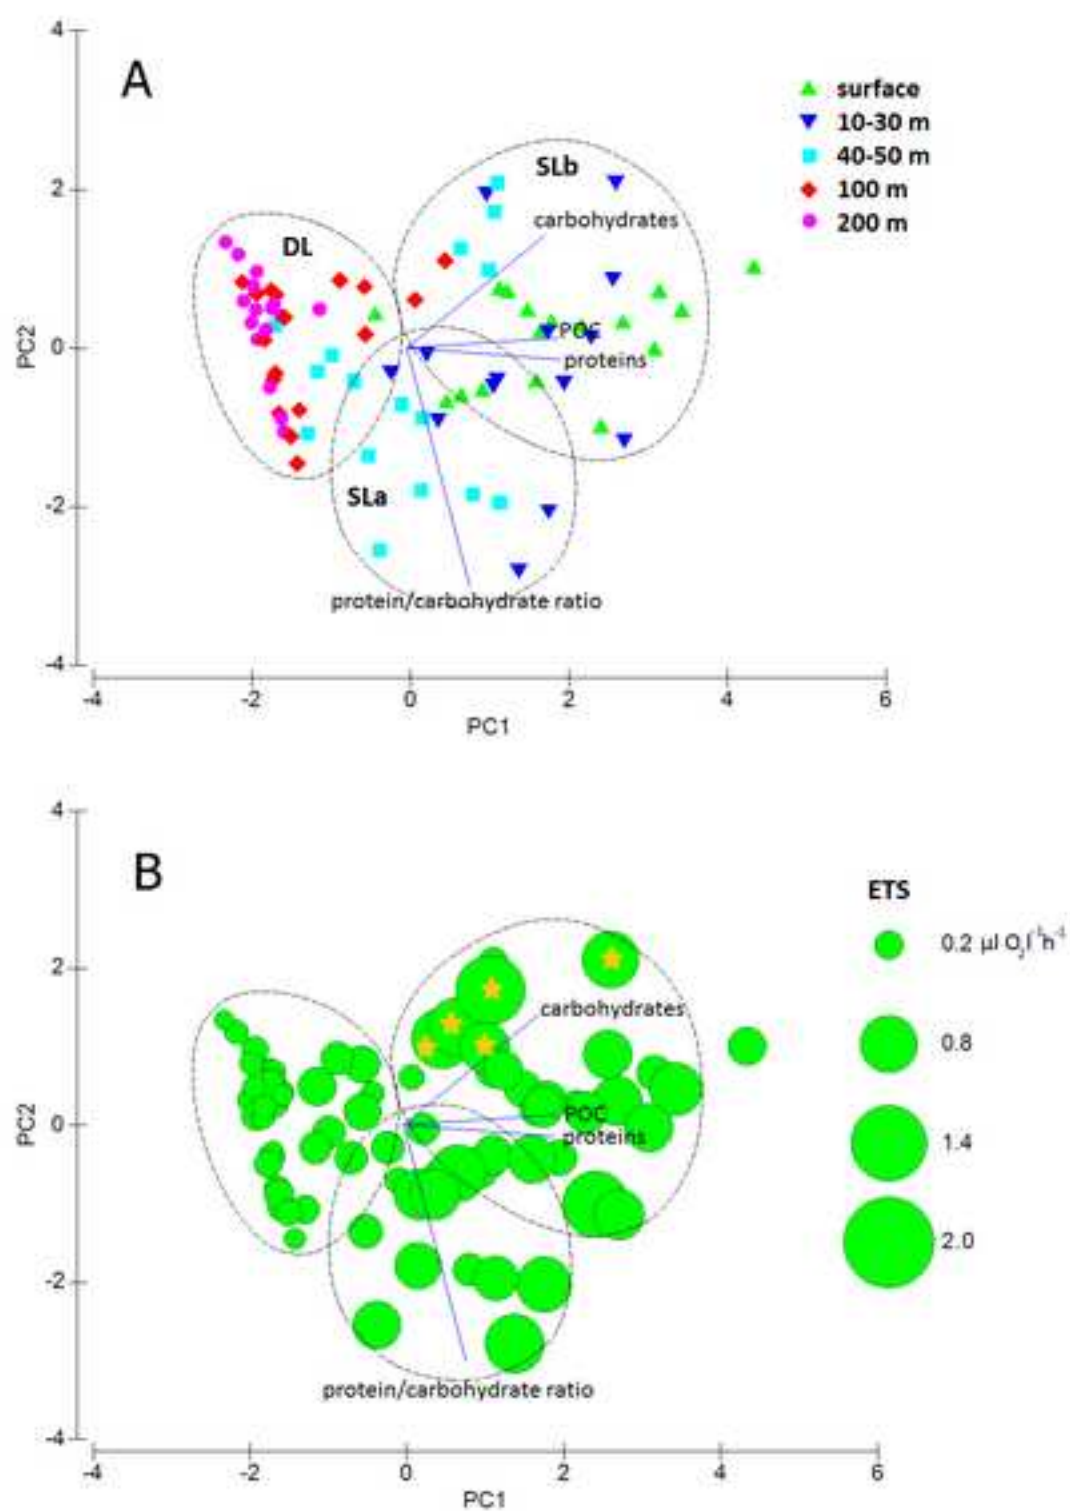 A
surface
10-30 m
40-50 m
100 m
200 m
SLb
carbohydrates
DL
POC
proteins
SLa
protein/carbohydrate ratio
4
2
0
-2
-4
PC2
-4
-2
0
2
4
6
PC1
B
ETS
0.2 µl O₂l⁻¹h⁻¹
0.8
1.4
2.0
carbohydrates
POC
proteins
protein/carbohydrate ratio
4
2
0
-2
-4
PC2
-4
-2
0
2
4
6
PC1